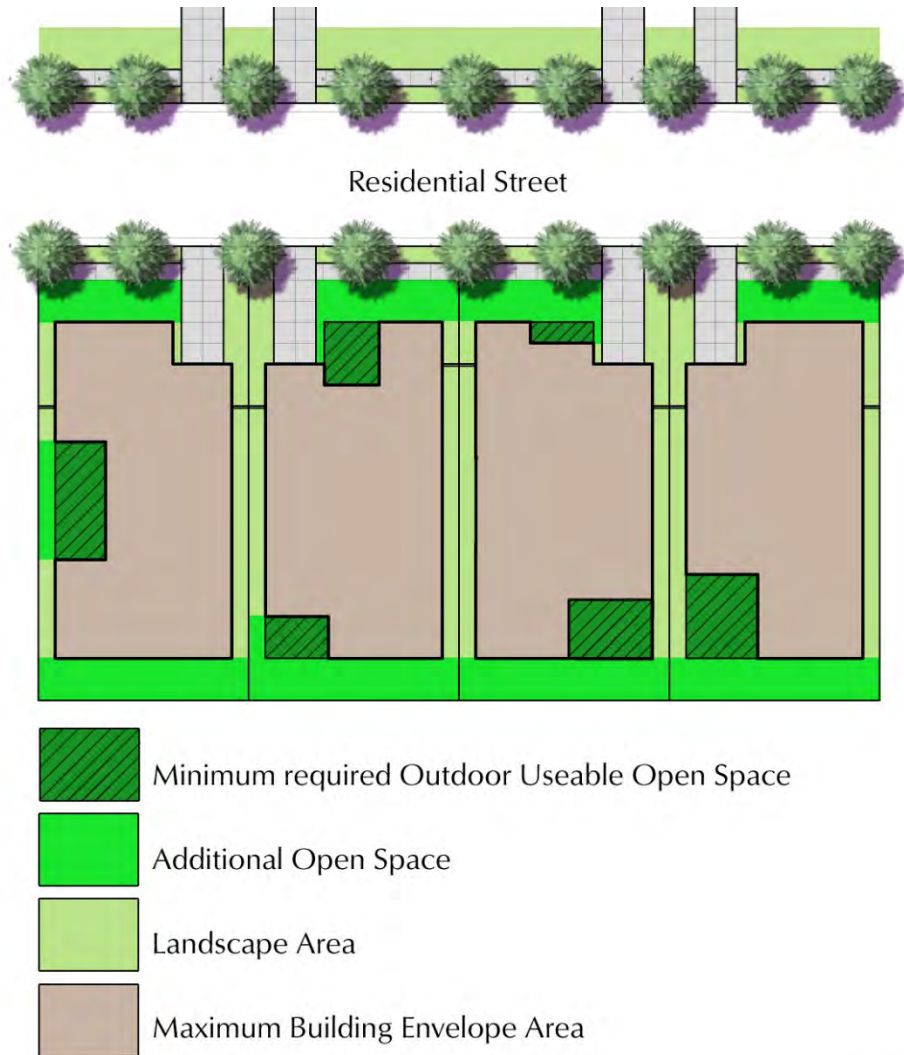 Residential Street
Minimum required Outdoor Useable Open Space
Additional Open Space
Landscape Area
Maximum Building Envelope Area